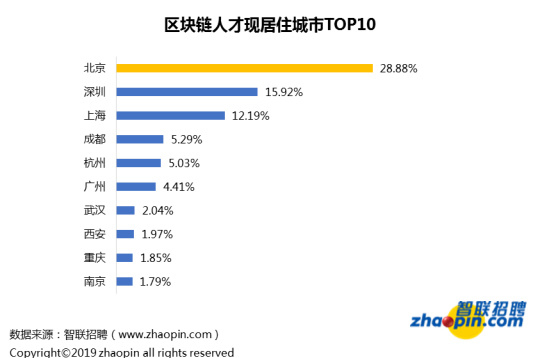 区块链人才现居住城市TOP10
北京 28.88%
深圳 15.92%
上海 12.19%
成都 5.29%
杭州 5.03%
广州 4.41%
武汉 2.04%
西安 1.97%
重庆 1.85%
南京 1.79%
智联招聘
zhaopin.com
数据来源：智联招聘（www.zhaopin.com）
Copyright©2019 zhaopin all rights reserved